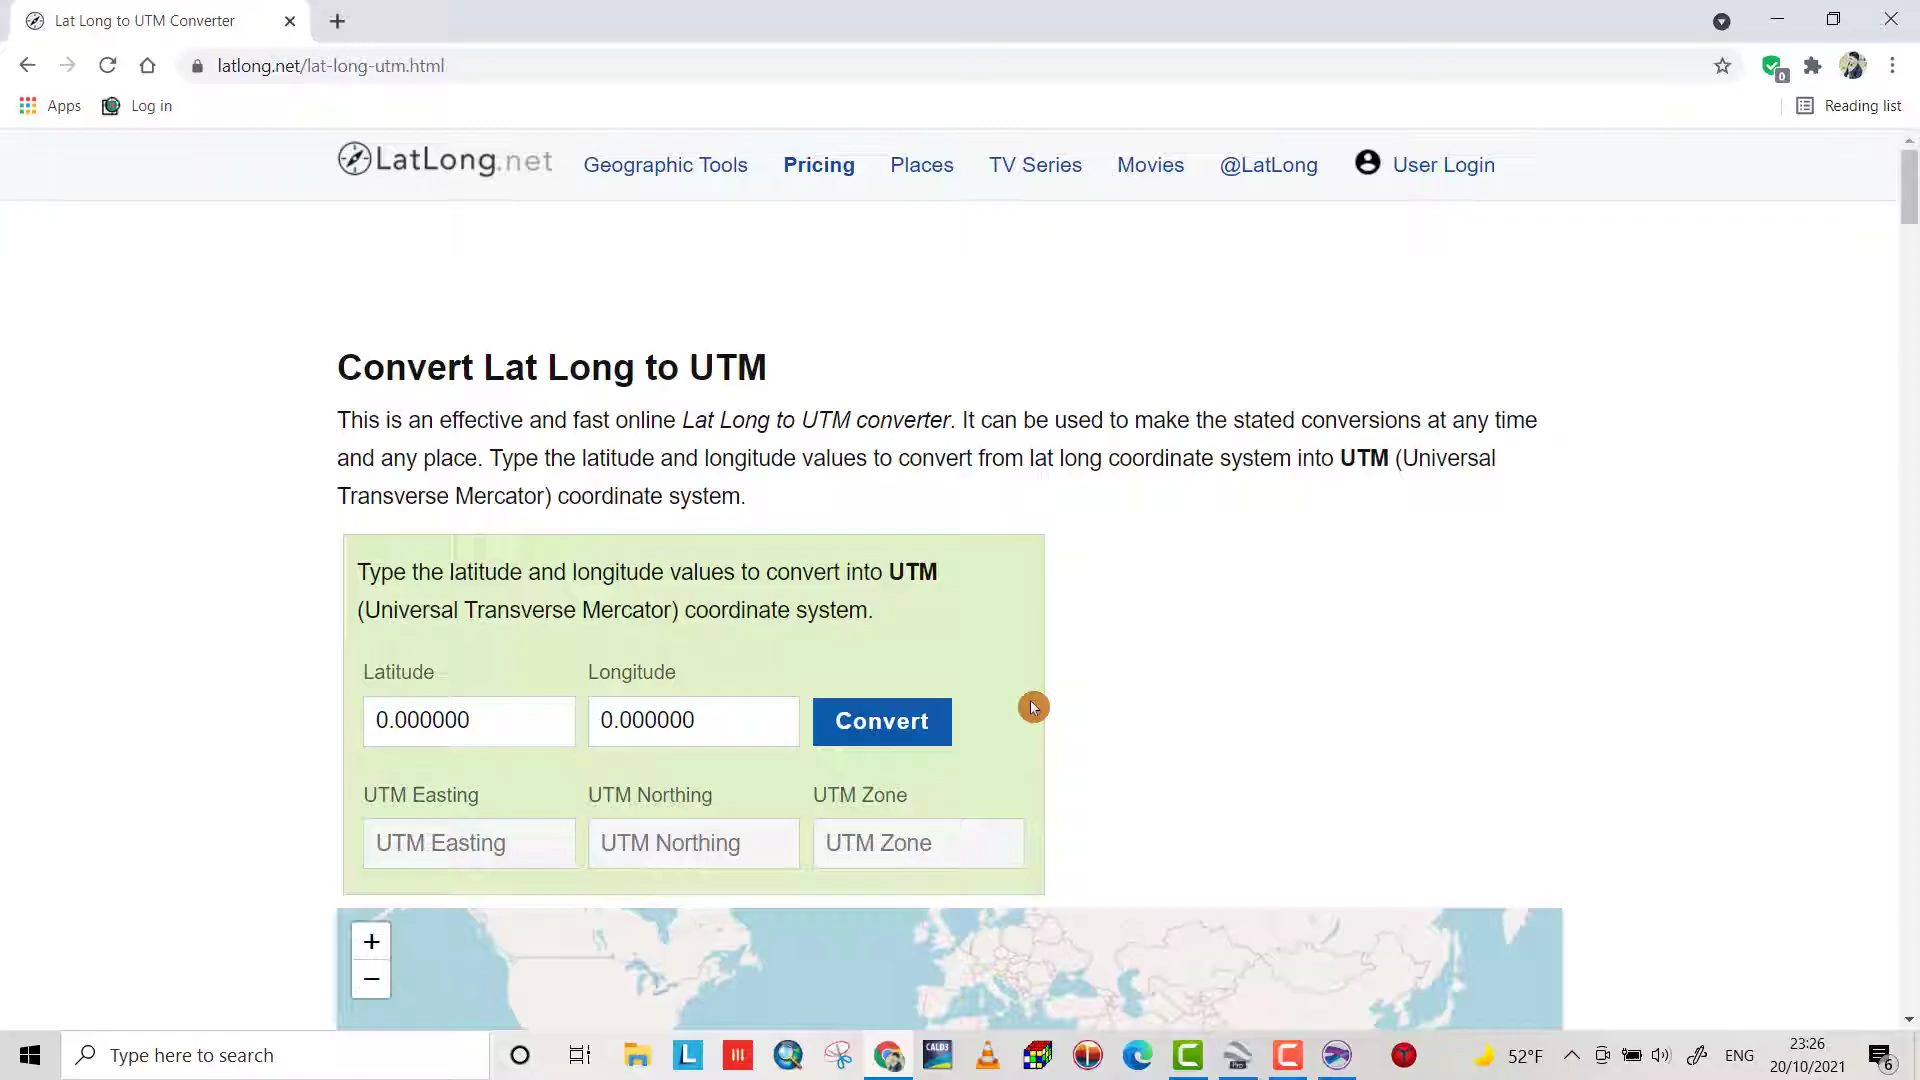 Lat Long to UTM Converter
latlong.net/lat-long-utm.html
Apps
Log in
Reading list
LatLong.net
Geographic Tools
Pricing
Places
TV Series
Movies
@LatLong
User Login
Convert Lat Long to UTM
This is an effective and fast online Lat Long to UTM converter. It can be used to make the stated conversions at any time
and any place. Type the latitude and longitude values to convert from lat long coordinate system into UTM (Universal
Transverse Mercator) coordinate system.
Type the latitude and longitude values to convert into UTM
(Universal Transverse Mercator) coordinate system.
Latitude
Longitude
0.000000
0.000000
Convert
UTM Easting
UTM Northing
UTM Zone
UTM Easting
UTM Northing
UTM Zone
+
−
Type here to search
L
CALD3
Pro
C
C
T
52°F
ENG
23:26
20/10/2021
6
0